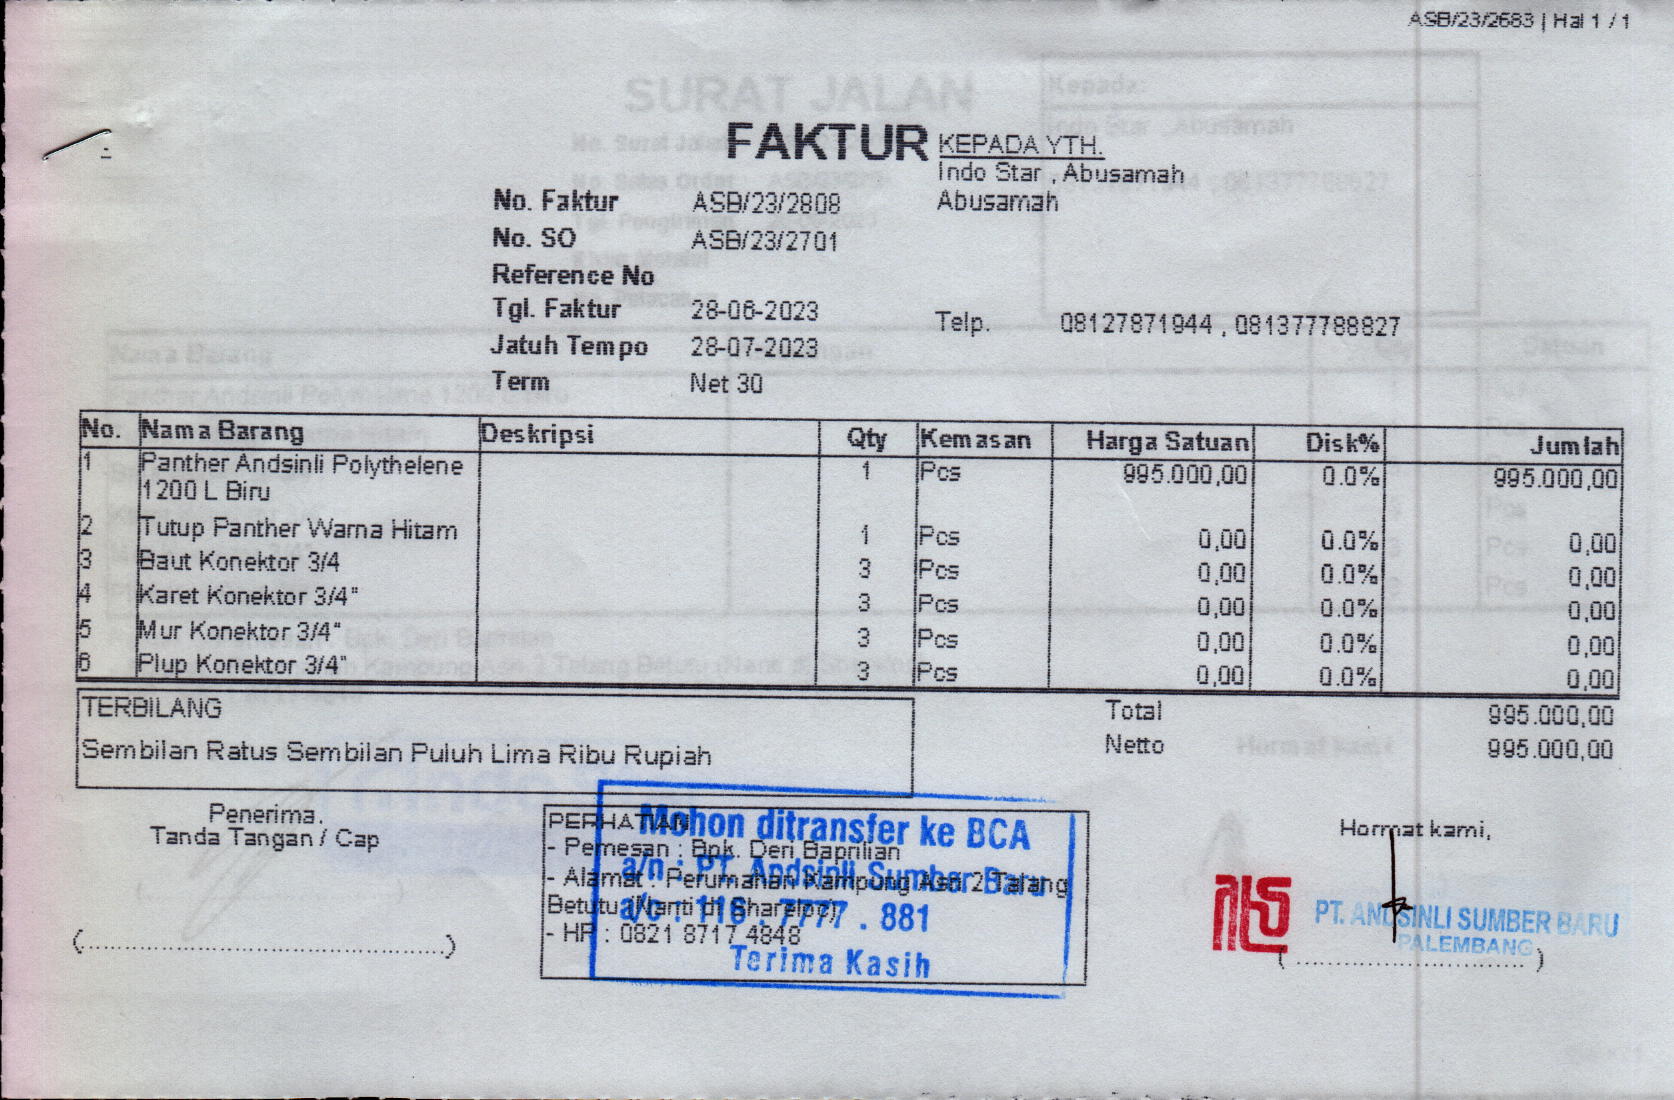 ASB/23/2683 | Hal 1 / 1
SURAT JALAN
Kepada:
FAKTUR
KEPADA YTH.
Indo Star , Abusamah
Abusamah
No. Faktur ASB/23/2808
No. SO ASB/23/2701
Reference No
Tgl. Faktur 28-06-2023
Telp. 08127871944 , 081377788827
Jatuh Tempo 28-07-2023
Term Net 30
No. Nama Barang Deskripsi Qty Kemasan Harga Satuan Disk% Jumlah
1 Panther Andsinli Polythelene 1 Pcs 995.000,00 0.0% 995.000,00
1200 L Biru
2 Tutup Panther Warna Hitam 1 Pcs 0,00 0.0% 0,00
3 Baut Konektor 3/4 3 Pcs 0,00 0.0% 0,00
4 Karet Konektor 3/4" 3 Pcs 0,00 0.0% 0,00
5 Mur Konektor 3/4" 3 Pcs 0,00 0.0% 0,00
6 Plup Konektor 3/4" 3 Pcs 0,00 0.0% 0,00
TERBILANG
Sembilan Ratus Sembilan Puluh Lima Ribu Rupiah
Total 995.000,00
Netto 995.000,00
Penerima.
Tanda Tangan / Cap
PERHATIAN
- Pemesan : Bpk. Deri Baprilian
- Alamat : Perumahan Kampung Asri 2 Talang
Betutu (Nanti di Shareloc)
- HP : 0821 8717 4848
Mohon ditransfer ke BCA
a/n : PT. Andsinli Sumber Baru
a/c : 116 . 7777 . 881
Terima Kasih
Hormat kami,
PT. ANDSINLI SUMBER BARU
PALEMBANG